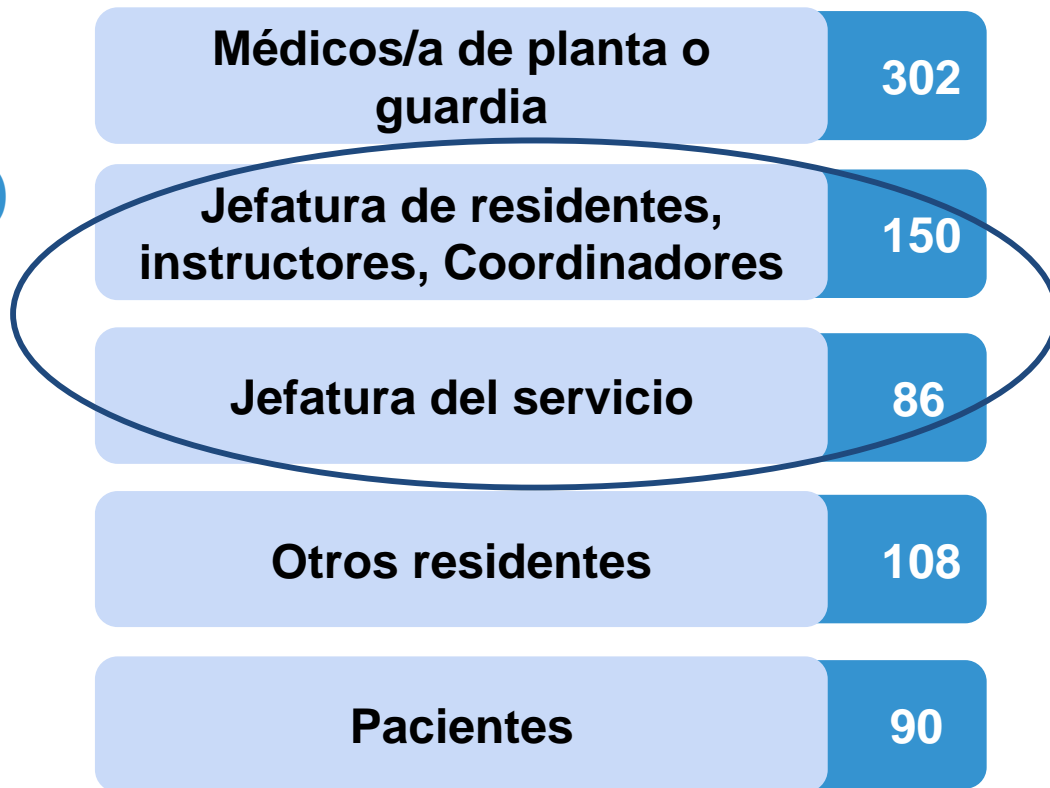 Médicos/a de planta o
guardia
302
Jefatura de residentes,
instructores, Coordinadores
150
Jefatura del servicio
86
Otros residentes
108
Pacientes
90